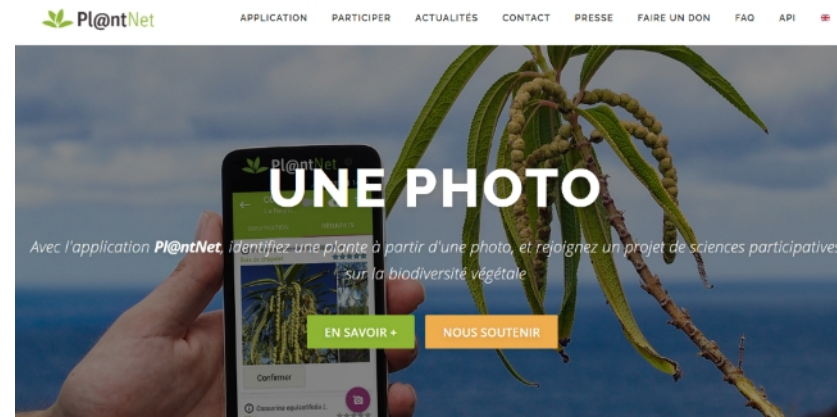 Pl@ntNet
APPLICATION PARTICIPER ACTUALITÉS CONTACT PRESSE FAIRE UN DON FAQ API
Pl@ntNet
UNE PHOTO
RÉSULTATS
Avec l'application Pl@ntNet, identifiez une plante à partir d'une photo, et rejoignez un projet de sciences participatives
sur la biodiversité végétale
EN SAVOIR + NOUS SOUTENIR
Confirmer